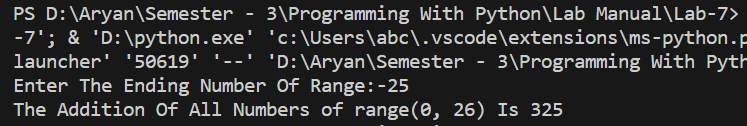 PS D:\Aryan\Semester - 3\Programming With Python\Lab Manual\Lab-7>
-7'; & 'D:\python.exe' 'c:\Users\abc\.vscode\extensions\ms-python.p
launcher' '50619' '--' 'D:\Aryan\Semester - 3\Programming With Pyth
Enter The Ending Number Of Range:-25
The Addition Of All Numbers of range(0, 26) Is 325